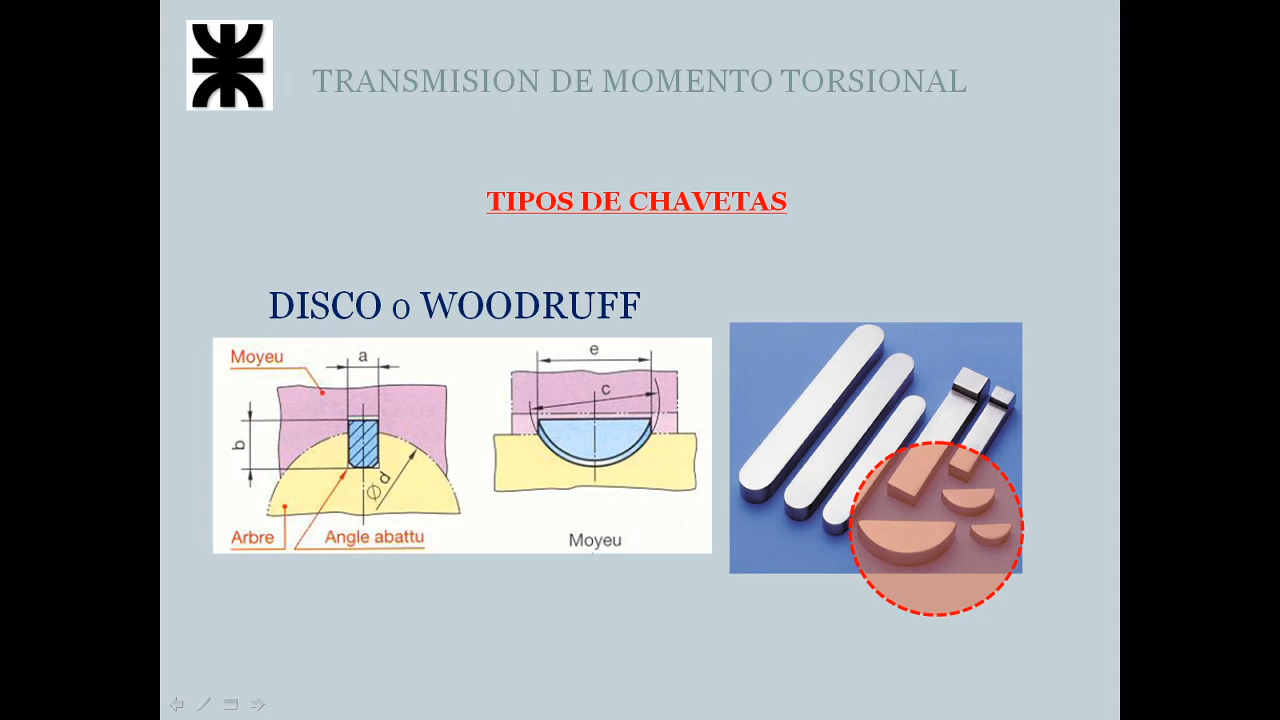 TRANSMISION DE MOMENTO TORSIONAL
TIPOS DE CHAVETAS
DISCO o WOODRUFF
Moyeu
a
b
Ø d
Arbre
Angle abattu
e
c
Moyeu